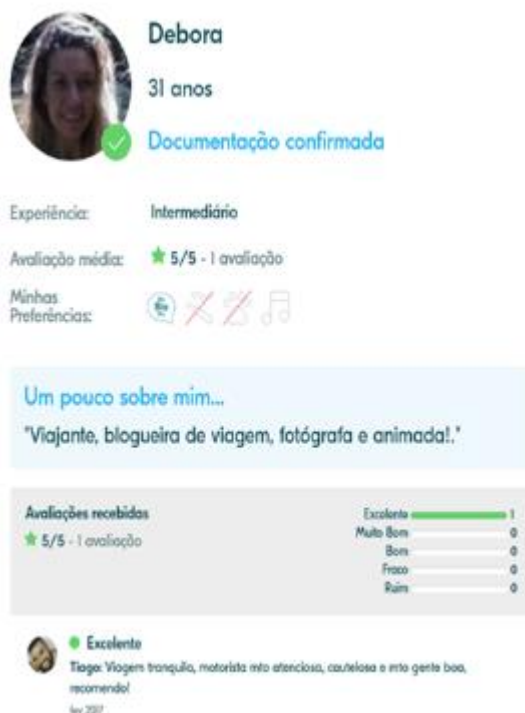 Debora
31 anos
Documentação confirmada
Experiência: Intermediário
Avaliação média: 5/5 - 1 avaliação
Minhas
Preferências:
Um pouco sobre mim...
"Viajante, blogueira de viagem, fotógrafa e animada!."
Avaliações recebidas
5/5 - 1 avaliação
Excelente 1
Muito Bom 0
Bom 0
Fraco 0
Ruim 0
Excelente
Tiago: Viagem tranquila, motorista mto atenciosa, cautelosa e mto gente boa,
recomendo!
2017